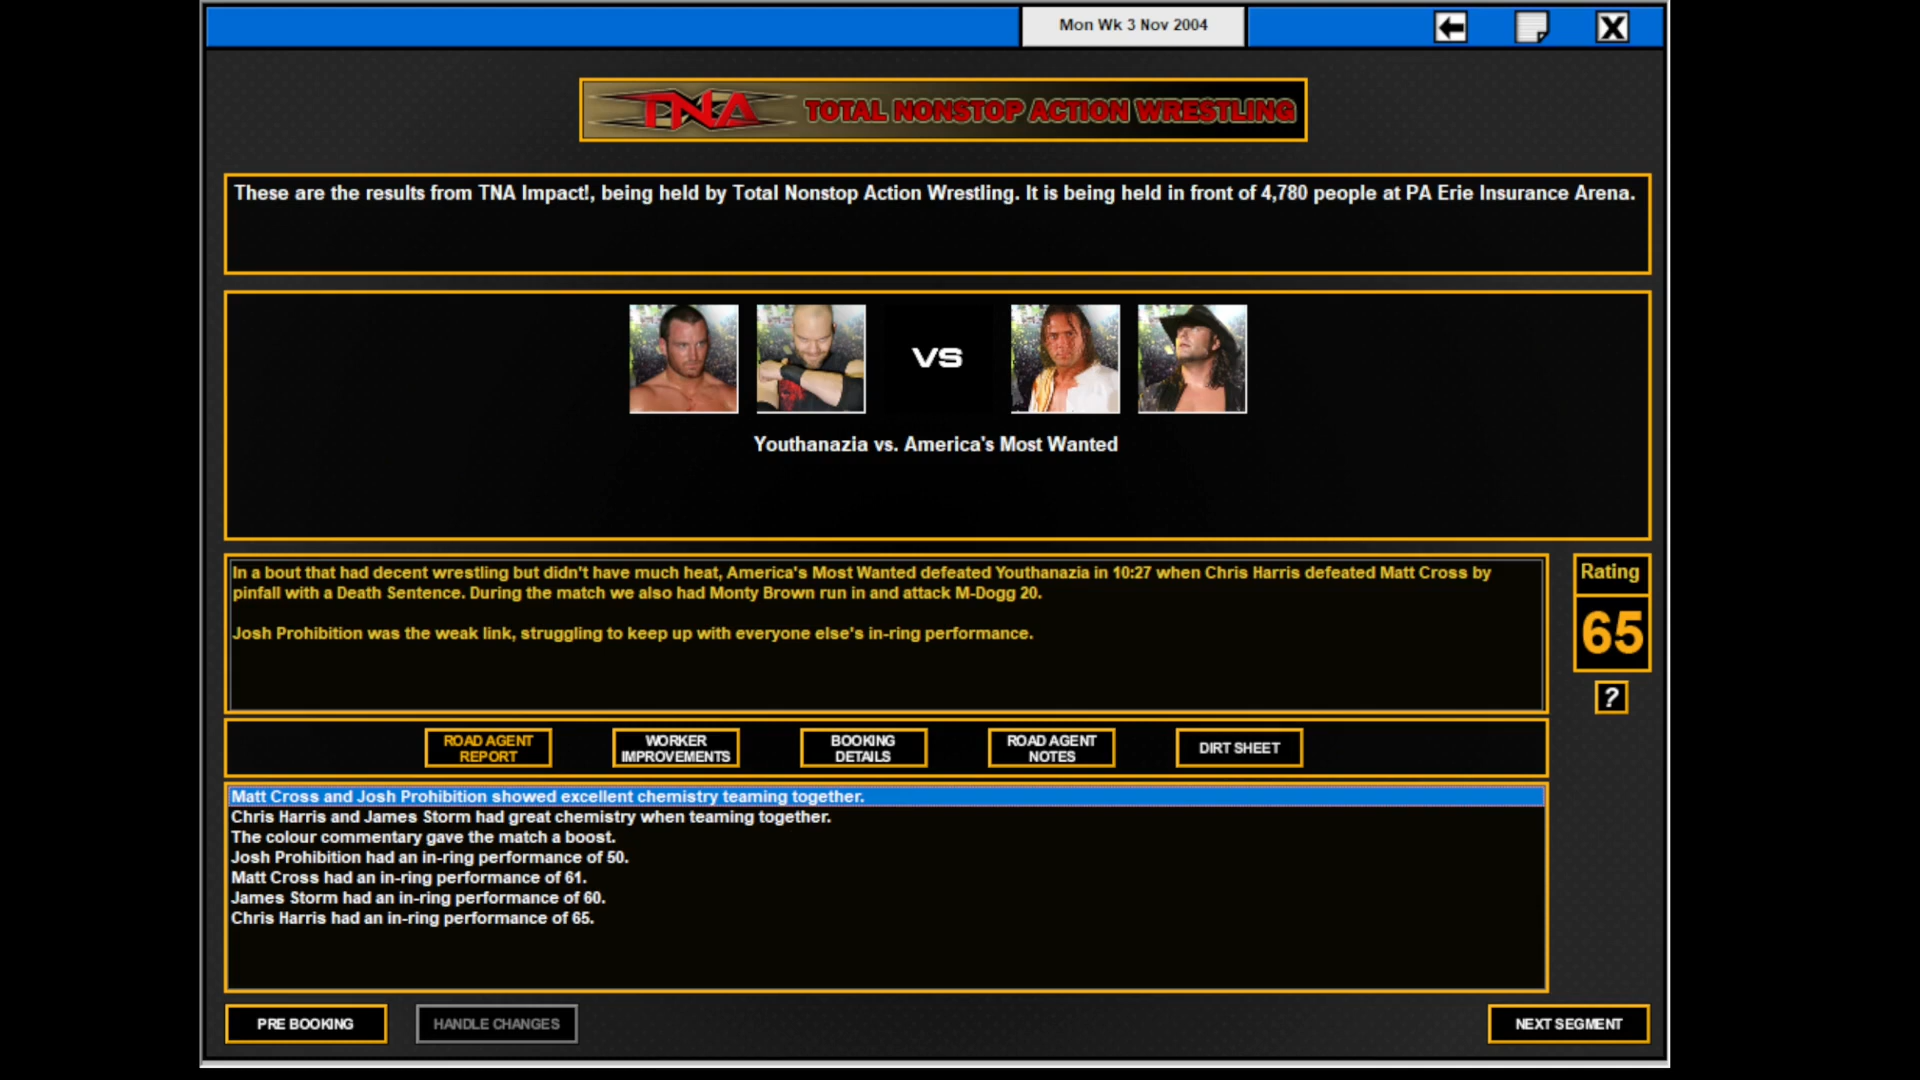 Mon Wk 3 Nov 2004
TNA TOTAL NONSTOP ACTION WRESTLING
These are the results from TNA Impact!, being held by Total Nonstop Action Wrestling. It is being held in front of 4,780 people at PA Erie Insurance Arena.
VS
Youthanazia vs. America's Most Wanted
In a bout that had decent wrestling but didn't have much heat, America's Most Wanted defeated Youthanazia in 10:27 when Chris Harris defeated Matt Cross by
pinfall with a Death Sentence. During the match we also had Monty Brown run in and attack M-Dogg 20.
Josh Prohibition was the weak link, struggling to keep up with everyone else's in-ring performance.
Rating
65
?
ROAD AGENT
REPORT
WORKER
IMPROVEMENTS
BOOKING
DETAILS
ROAD AGENT
NOTES
DIRT SHEET
Matt Cross and Josh Prohibition showed excellent chemistry teaming together.
Chris Harris and James Storm had great chemistry when teaming together.
The colour commentary gave the match a boost.
Josh Prohibition had an in-ring performance of 50.
Matt Cross had an in-ring performance of 61.
James Storm had an in-ring performance of 60.
Chris Harris had an in-ring performance of 65.
PRE BOOKING
HANDLE CHANGES
NEXT SEGMENT